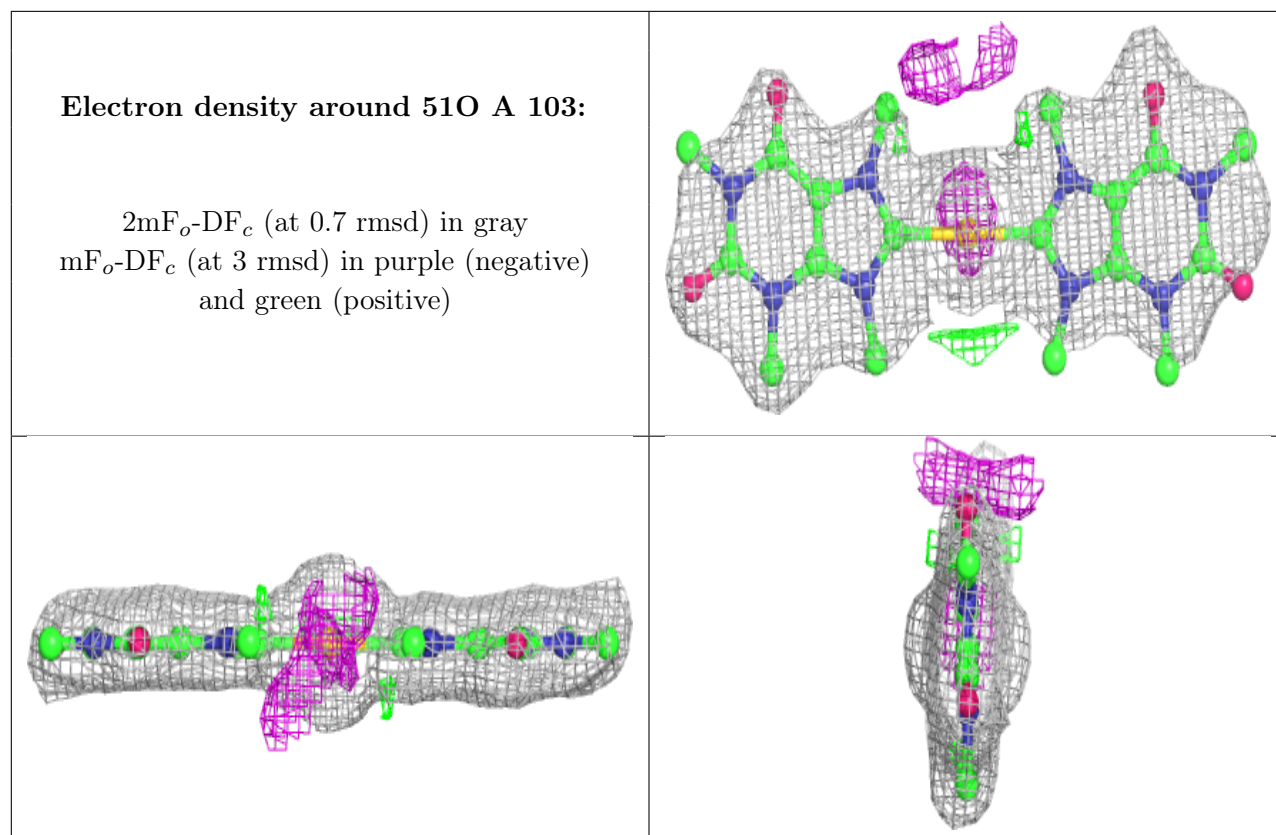 Electron density around 51O A 103:
2mFo-DFc (at 0.7 rmsd) in gray
mFo-DFc (at 3 rmsd) in purple (negative)
and green (positive)